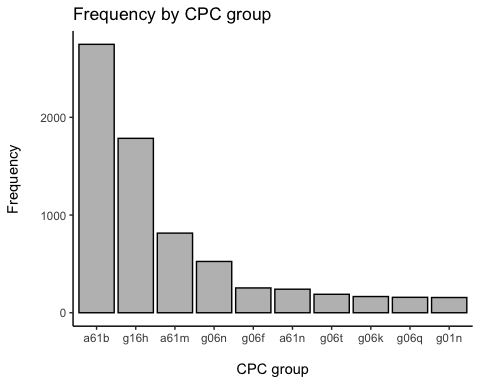 Frequency by CPC group
Frequency
2000
1000
0
a61b g16h a61m g06n g06f a61n g06t g06k g06q g01n
CPC group